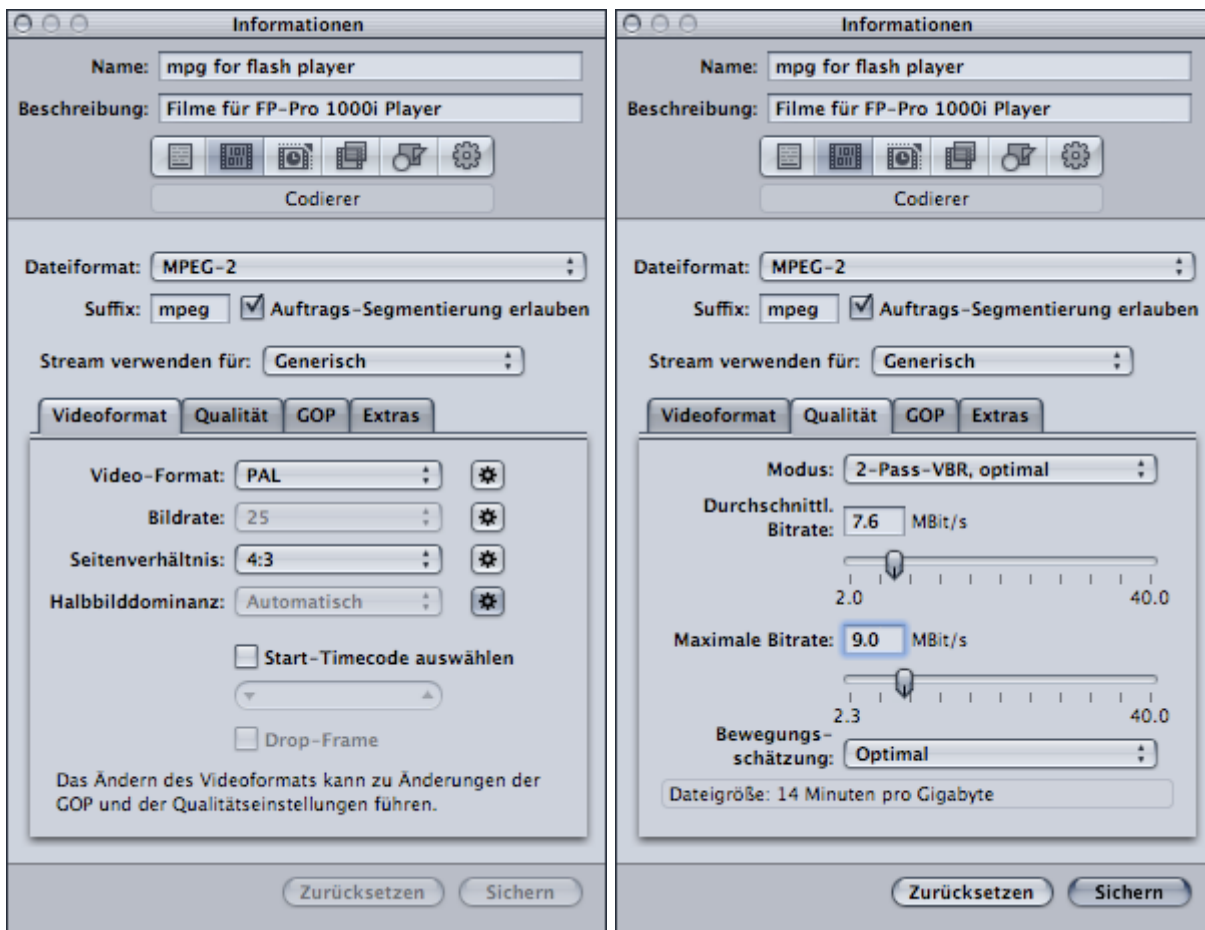 Informationen
Name: mpg for flash player
Beschreibung: Filme für FP-Pro 1000i Player
Codierer
Dateiformat: MPEG-2
Suffix: mpeg Auftrags-Segmentierung erlauben
Stream verwenden für: Generisch
Videoformat Qualität GOP Extras
Video-Format: PAL
Bildrate: 25
Seitenverhältnis: 4:3
Halbbilddominanz: Automatisch
Start-Timecode auswählen
Drop-Frame
Das Ändern des Videoformats kann zu Änderungen der
GOP und der Qualitätseinstellungen führen.
Zurücksetzen Sichern
Informationen
Name: mpg for flash player
Beschreibung: Filme für FP-Pro 1000i Player
Codierer
Dateiformat: MPEG-2
Suffix: mpeg Auftrags-Segmentierung erlauben
Stream verwenden für: Generisch
Videoformat Qualität GOP Extras
Modus: 2-Pass-VBR, optimal
Durchschnittl.
Bitrate: 7.6 MBit/s
2.0 40.0
Maximale Bitrate: 9.0 MBit/s
2.3 40.0
Bewegungs-
schätzung: Optimal
Dateigröße: 14 Minuten pro Gigabyte
Zurücksetzen Sichern